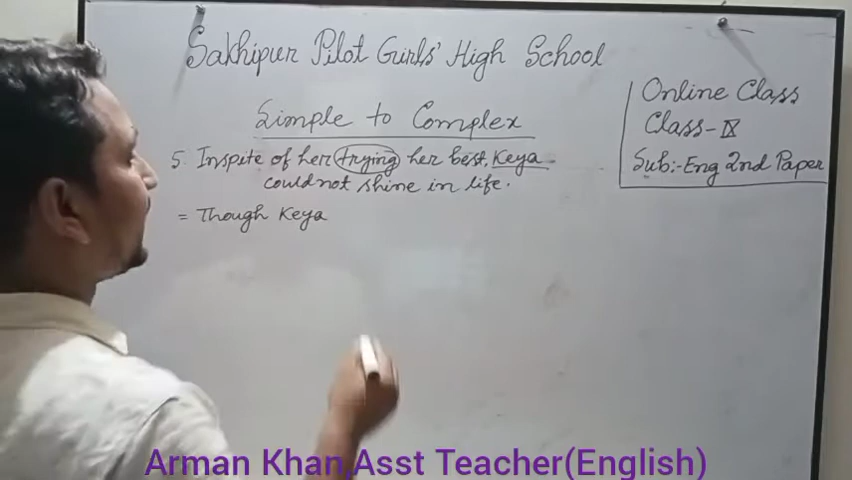 Sakhipur Pilot Girls' High School
Online Class
Class-IX
Sub:-Eng 2nd Paper
Simple to Complex
5. Inspite of her trying her best, Keya
could not shine in life.
= Though Keya
Arman Khan,Asst Teacher(English)